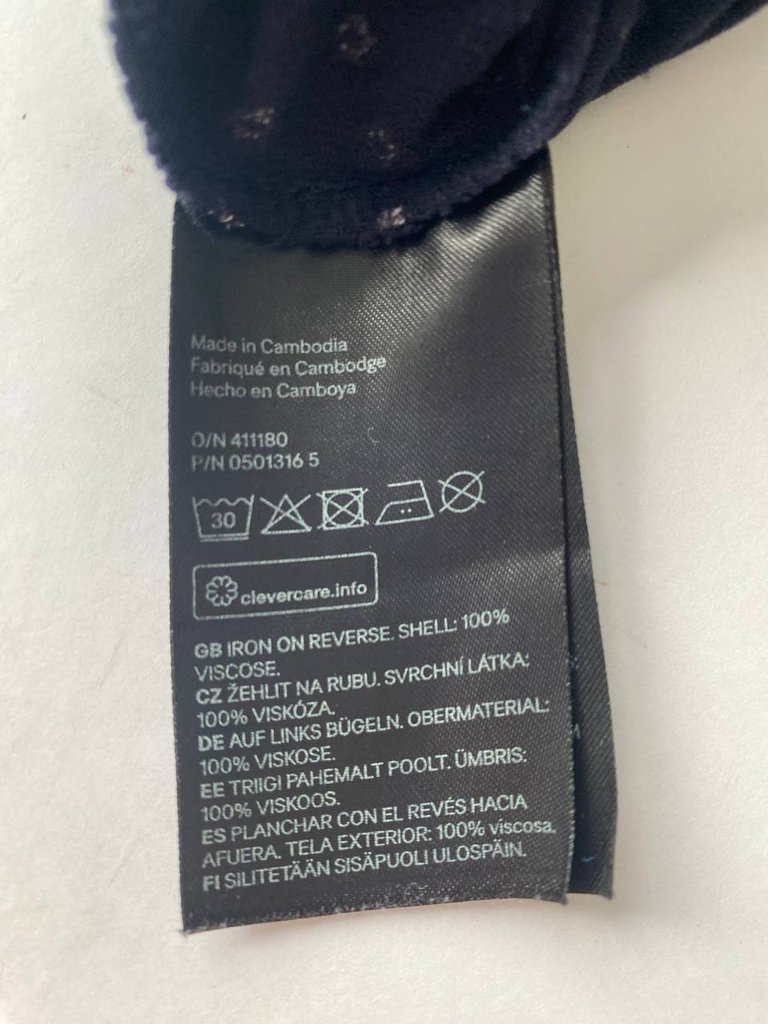 Made in Cambodia
Fabriqué en Cambodge
Hecho en Camboya
O/N 411180
P/N 0501316 5
30
clevercare.info
GB IRON ON REVERSE. SHELL: 100%
VISCOSE.
CZ ŽEHLIT NA RUBU. SVRCHNÍ LÁTKA:
100% VISKÓZA.
DE AUF LINKS BÜGELN. OBERMATERIAL:
100% VISKOSE.
EE TRIIGI PAHEMALT POOLT. ÜMBRIS:
100% VISKOOS.
ES PLANCHAR CON EL REVÉS HACIA
AFUERA. TELA EXTERIOR: 100% viscosa.
FI SILITETÄÄN SISÄPUOLI ULOSPÄIN.